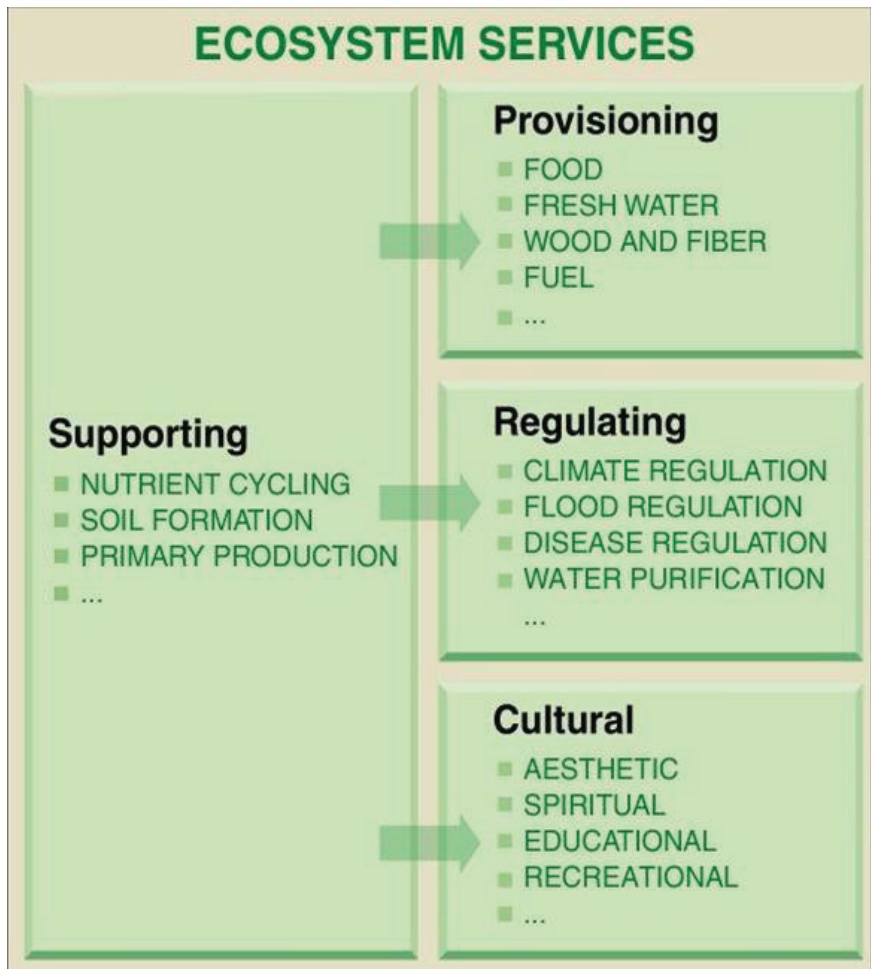 ECOSYSTEM SERVICES
Supporting
NUTRIENT CYCLING
SOIL FORMATION
PRIMARY PRODUCTION
...
Provisioning
FOOD
FRESH WATER
WOOD AND FIBER
FUEL
...
Regulating
CLIMATE REGULATION
FLOOD REGULATION
DISEASE REGULATION
WATER PURIFICATION
...
Cultural
AESTHETIC
SPIRITUAL
EDUCATIONAL
RECREATIONAL
...